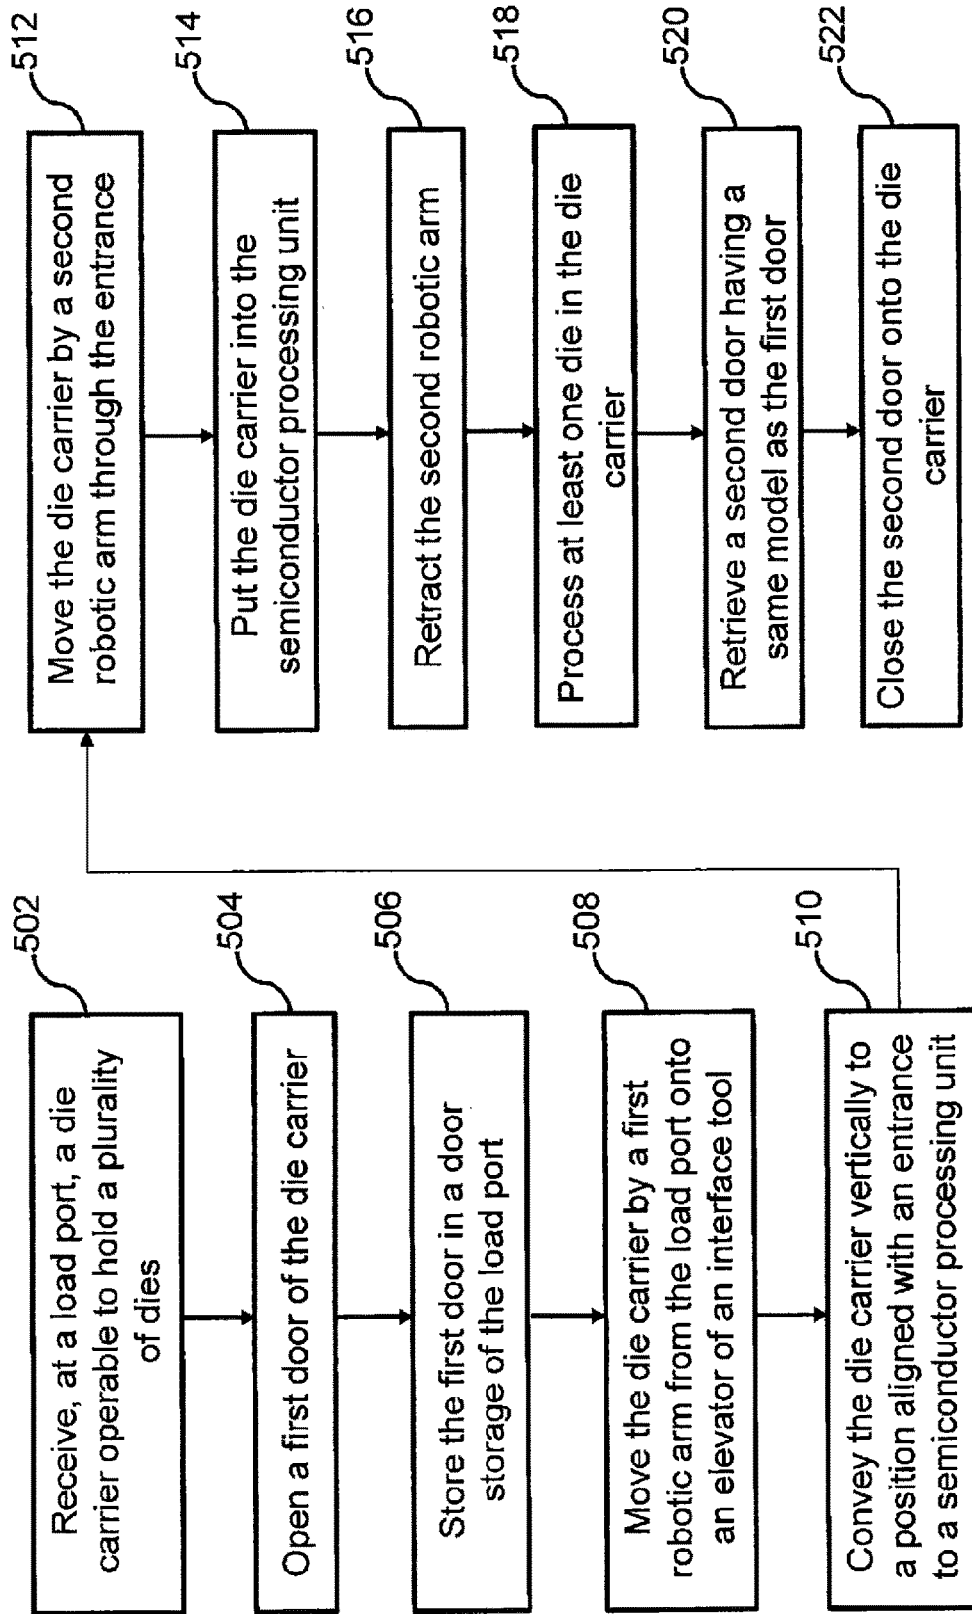 502
Receive, at a load port, a die
carrier operable to hold a plurality
of dies
504
Open a first door of the die carrier
506
Store the first door in a door
storage of the load port
508
Move the die carrier by a first
robotic arm from the load port onto
an elevator of an interface tool
510
Convey the die carrier vertically to
a position aligned with an entrance
to a semiconductor processing unit
512
Move the die carrier by a second
robotic arm through the entrance
514
Put the die carrier into the
semiconductor processing unit
516
Retract the second robotic arm
518
Process at least one die in the die
carrier
520
Retrieve a second door having a
same model as the first door
522
Close the second door onto the die
carrier